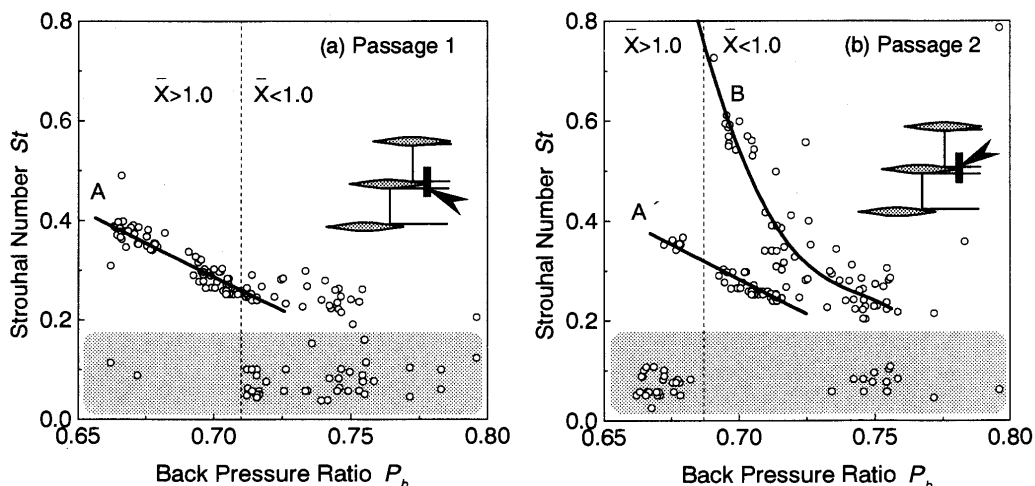 (a) Passage 1
0.8
0.6
0.4
0.2
0.0
Strouhal Number St
X̄>1.0
X̄<1.0
A
0.65
0.70
0.75
0.80
Back Pressure Ratio P_b
(b) Passage 2
0.8
0.6
0.4
0.2
0.0
Strouhal Number St
X̄>1.0
X̄<1.0
B
A´
0.65
0.70
0.75
0.80
Back Pressure Ratio P_b